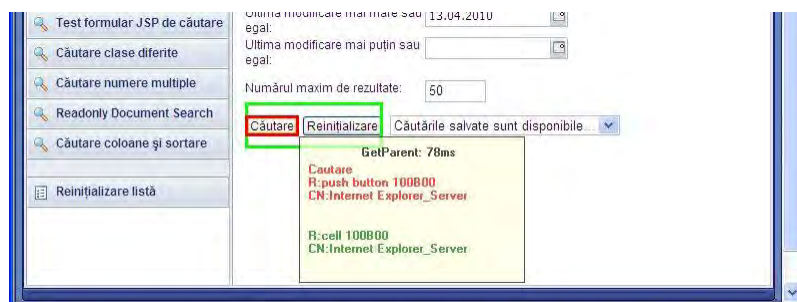 Test formular JSP de căutare
Căutare clase diferite
Căutare numere multiple
Readonly Document Search
Căutare coloane şi sortare
Reiniţializare listă
Ultima modificare mai mare sau
egal:
13.04.2010
Ultima modificare mai puţin sau
egal:
Numărul maxim de rezultate:
50
Căutare
Reiniţializare
Căutările salvate sunt disponibile...
GetParent: 78ms
Cautare
R:push button 100B00
CN:Internet Explorer_Server
R:cell 100B00
CN:Internet Explorer_Server